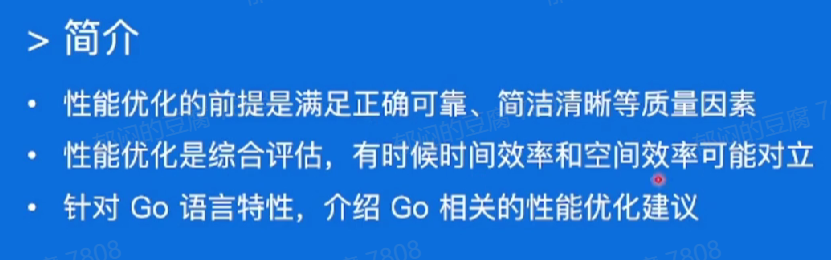 > 简介
• 性能优化的前提是满足正确可靠、简洁清晰等质量因素
• 性能优化是综合评估，有时候时间效率和空间效率可能对立
• 针对 Go 语言特性，介绍 Go 相关的性能优化建议